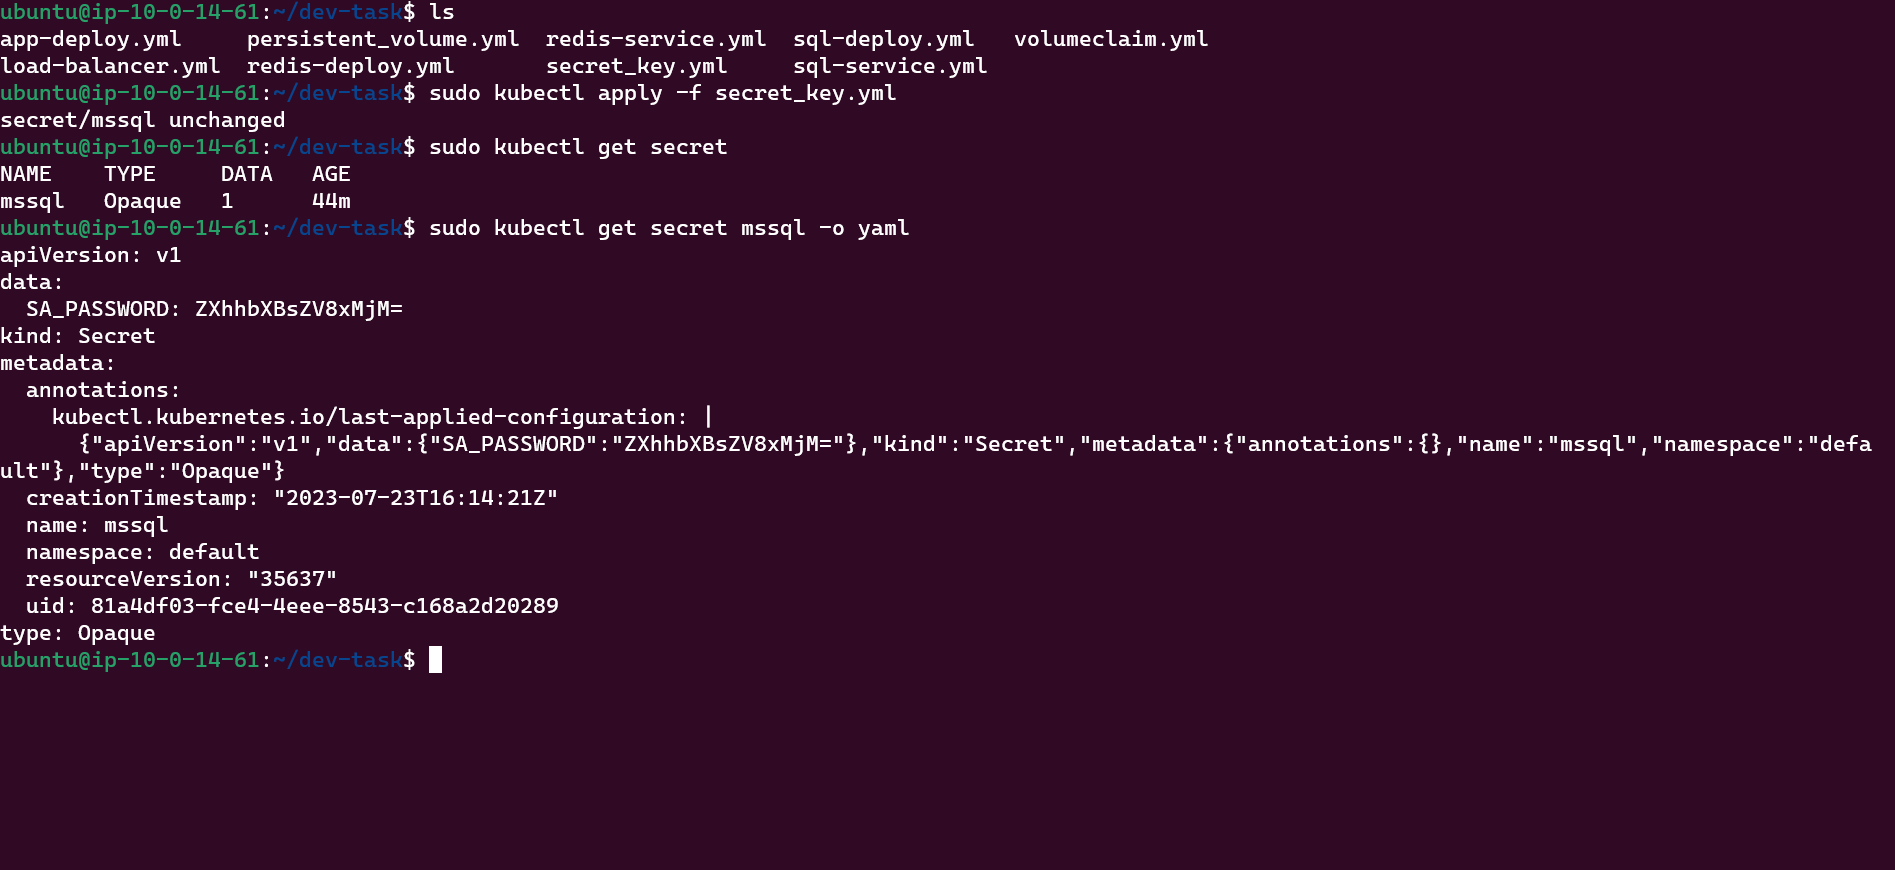 ubuntu@ip-10-0-14-61:~/dev-task$ ls
app-deploy.yml     persistent_volume.yml  redis-service.yml  sql-deploy.yml   volumeclaim.yml
load-balancer.yml  redis-deploy.yml       secret_key.yml     sql-service.yml
ubuntu@ip-10-0-14-61:~/dev-task$ sudo kubectl apply -f secret_key.yml
secret/mssql unchanged
ubuntu@ip-10-0-14-61:~/dev-task$ sudo kubectl get secret
NAME    TYPE     DATA   AGE
mssql   Opaque   1      44m
ubuntu@ip-10-0-14-61:~/dev-task$ sudo kubectl get secret mssql -o yaml
apiVersion: v1
data:
  SA_PASSWORD: ZXhhbXBsZV8xMjM=
kind: Secret
metadata:
  annotations:
    kubectl.kubernetes.io/last-applied-configuration: |
      {"apiVersion":"v1","data":{"SA_PASSWORD":"ZXhhbXBsZV8xMjM="},"kind":"Secret","metadata":{"annotations":{},"name":"mssql","namespace":"defa
ult"},"type":"Opaque"}
  creationTimestamp: "2023-07-23T16:14:21Z"
  name: mssql
  namespace: default
  resourceVersion: "35637"
  uid: 81a4df03-fce4-4eee-8543-c168a2d20289
type: Opaque
ubuntu@ip-10-0-14-61:~/dev-task$